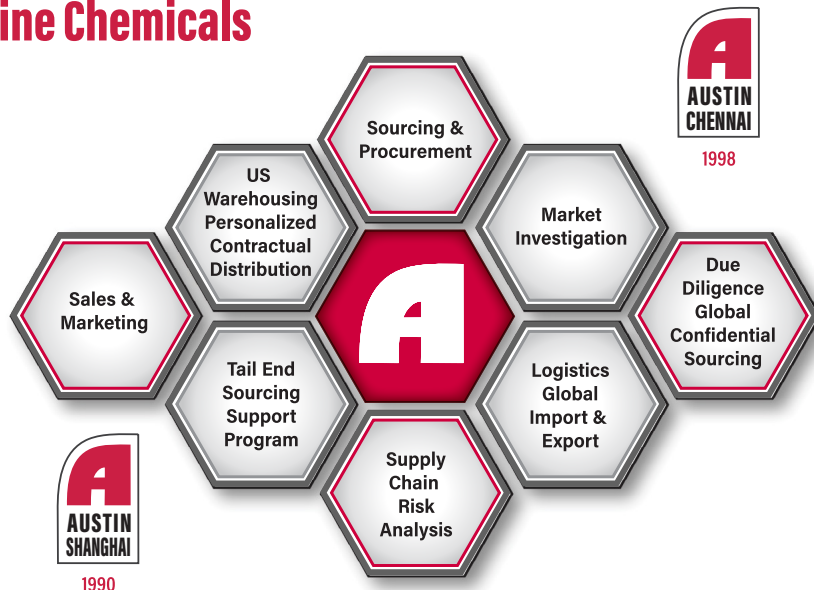 ine Chemicals
AUSTIN
CHENNAI
1998
Sourcing &
Procurement
US
Warehousing
Personalized
Contractual
Distribution
Market
Investigation
Sales &
Marketing
A
Due
Diligence
Global
Confidential
Sourcing
Tail End
Sourcing
Support
Program
Logistics
Global
Import &
Export
Supply
Chain
Risk
Analysis
AUSTIN
SHANGHAI
1990